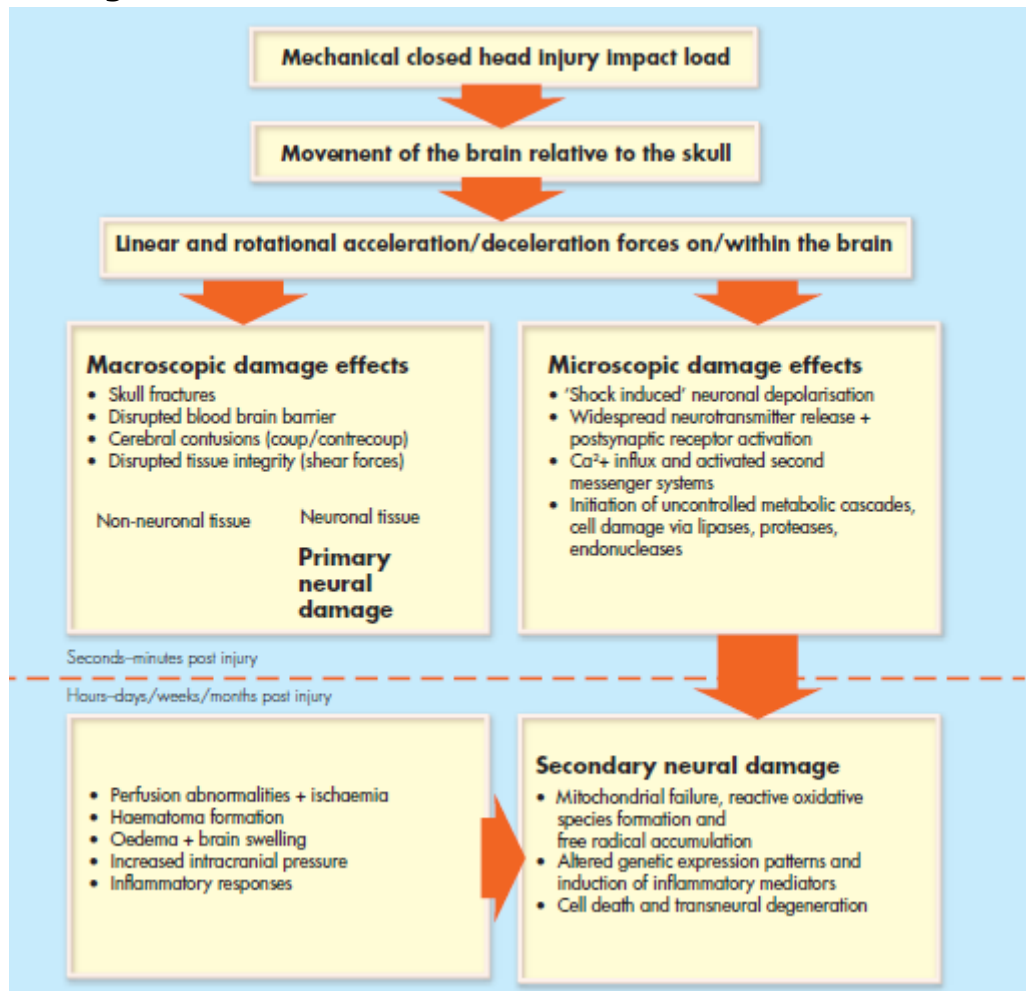 Mechanical closed head injury impact load
Movement of the brain relative to the skull
Linear and rotational acceleration/deceleration forces on/within the brain
Macroscopic damage effects
• Skull fractures
• Disrupted blood brain barrier
• Cerebral contusions (coup/contrecoup)
• Disrupted tissue integrity (shear forces)
Non-neuronal tissue
Neuronal tissue
Primary
neural
damage
Microscopic damage effects
• ‘Shock induced’ neuronal depolarisation
• Widespread neurotransmitter release +
postsynaptic receptor activation
• Ca²+ influx and activated second
messenger systems
• Initiation of uncontrolled metabolic cascades,
cell damage via lipases, proteases,
endonucleases
Seconds–minutes post injury
Hours–days/weeks/months post injury
• Perfusion abnormalities + ischaemia
• Haematoma formation
• Oedema + brain swelling
• Increased intracranial pressure
• Inflammatory responses
Secondary neural damage
• Mitochondrial failure, reactive oxidative
species formation and
free radical accumulation
• Altered genetic expression patterns and
induction of inflammatory mediators
• Cell death and transneural degeneration